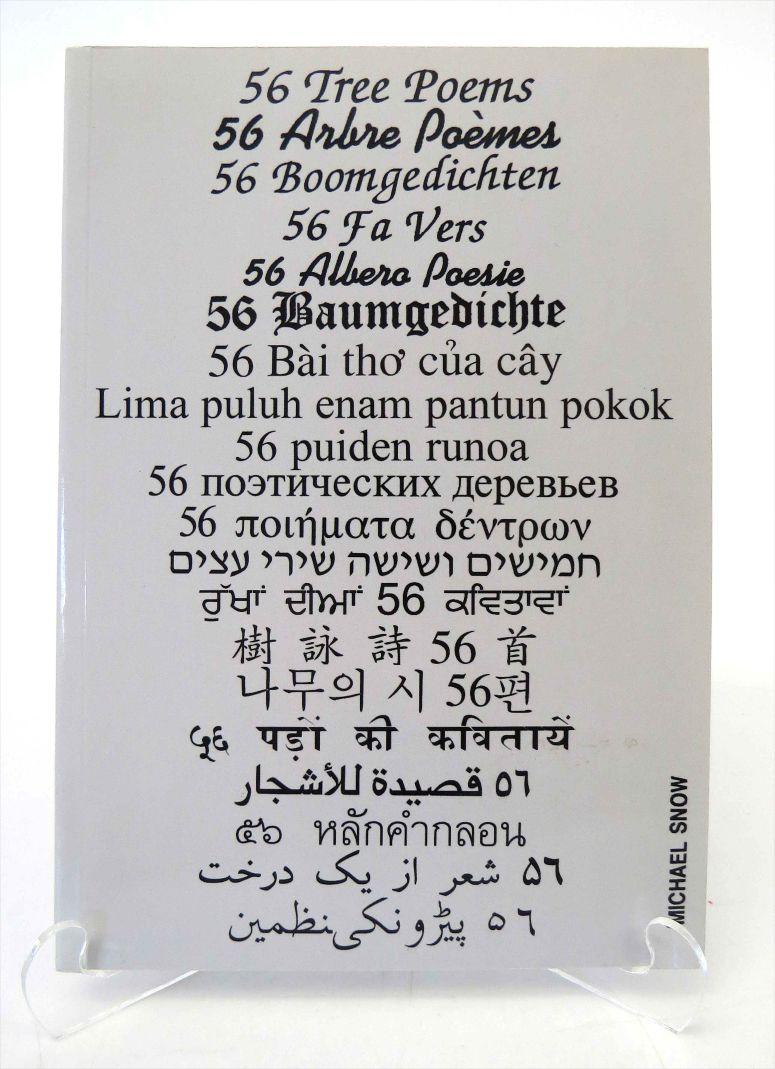 56 Tree Poems
56 Arbre Poèmes
56 Boomgedichten
56 Fa Vers
56 Albero Poesie
56 Baumgedichte
56 Bài thơ của cây
Lima puluh enam pantun pokok
56 puiden runoa
56 поэтических деревьев
56 ποιήματα δέντρων
חמישים ושישה שירי עצים
ਰੁੱਖਾਂ ਦੀਆਂ 56 ਕਵਿਤਾਵਾਂ
樹 詠 詩 56 首
나무의 시 56편
५६ पड़ों की कवितायें
٥٦ قصيدة للأشجار
๕๖ หลักคำกลอน
۵۶ شعر از یک درخت
٥٦ پیڑونکی نظمین
MICHAEL SNOW